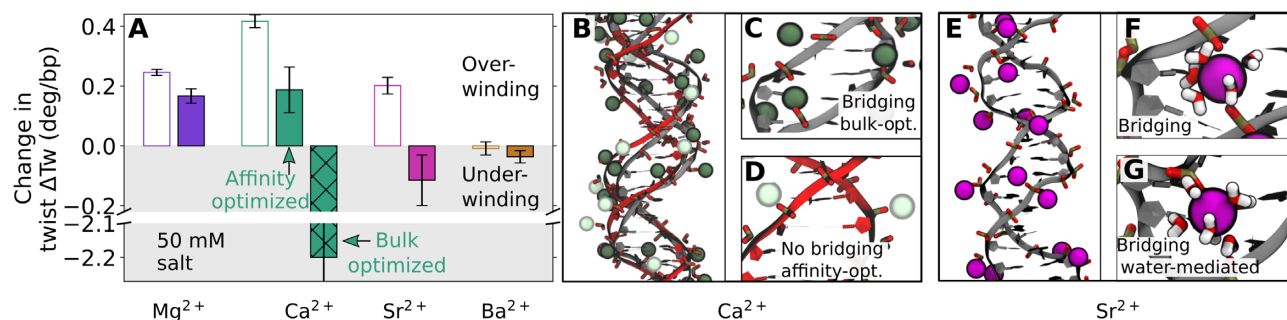 A
Change in
twist ΔTw (deg/bp)
0.4
0.2
0.0
−0.2
−2.1
−2.2
Over-
winding
Under-
winding
Affinity
optimized
Bulk
optimized
50 mM
salt
Mg²⁺
Ca²⁺
Sr²⁺
Ba²⁺
B
C
Bridging
bulk-opt.
D
No bridging
affinity-opt.
Ca²⁺
E
F
Bridging
G
Bridging
water-mediated
Sr²⁺